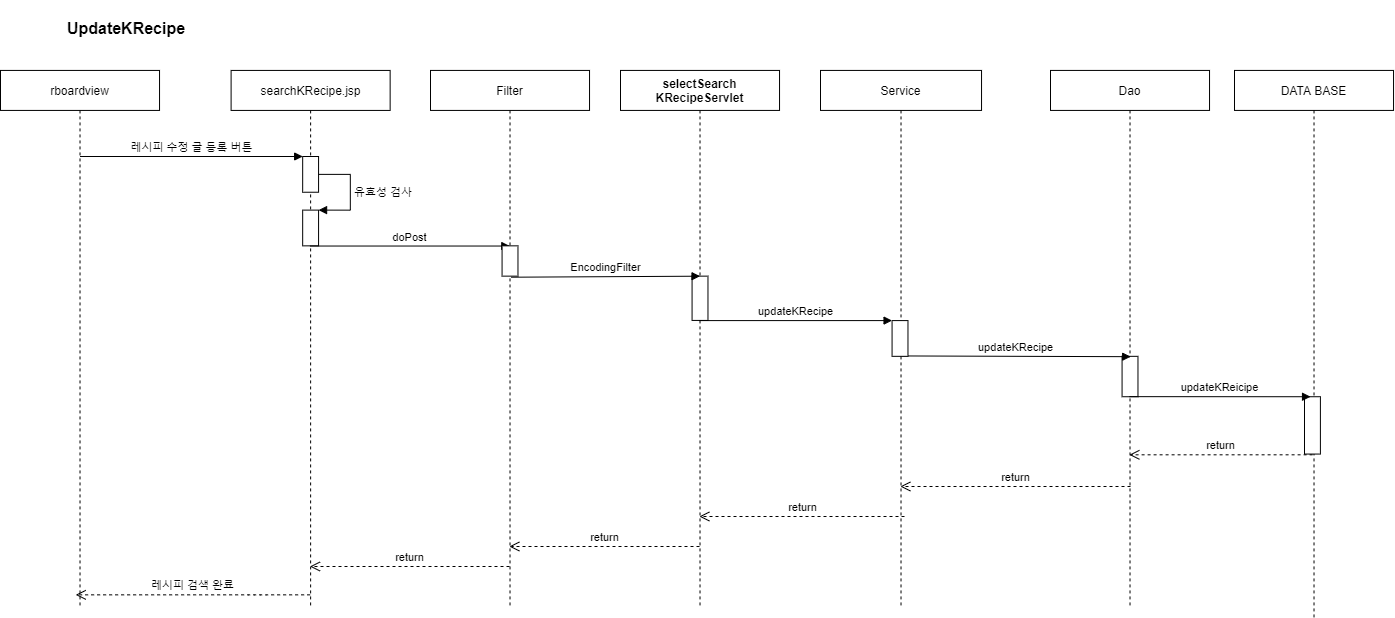 UpdateKRecipe
rboardview
searchKRecipe.jsp
Filter
selectSearch
KRecipeServlet
Service
Dao
DATA BASE
레시피 수정 글 등록 버튼
유효성 검사
doPost
EncodingFilter
updateKRecipe
updateKRecipe
updateKReicipe
return
return
return
return
return
레시피 검색 완료